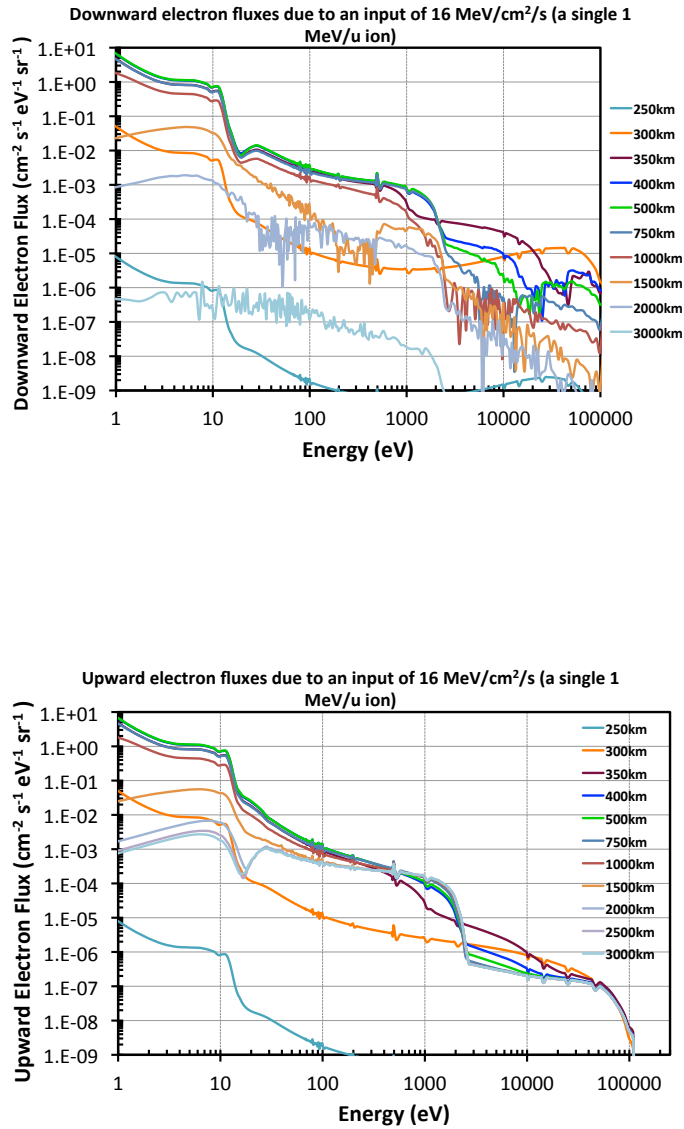 Downward electron fluxes due to an input of 16 MeV/cm²/s (a single 1
MeV/u ion)
Downward Electron Flux (cm⁻² s⁻¹ eV⁻¹ sr⁻¹ )
1.E+01
1.E+00
1.E-01
1.E-02
1.E-03
1.E-04
1.E-05
1.E-06
1.E-07
1.E-08
1.E-09
1 10 100 1000 10000 100000
Energy (eV)
250km
300km
350km
400km
500km
750km
1000km
1500km
2000km
3000km
Upward electron fluxes due to an input of 16 MeV/cm²/s (a single 1
MeV/u ion)
Upward Electron Flux (cm⁻² s⁻¹ eV⁻¹ sr⁻¹ )
1.E+01
1.E+00
1.E-01
1.E-02
1.E-03
1.E-04
1.E-05
1.E-06
1.E-07
1.E-08
1.E-09
1 10 100 1000 10000 100000
Energy (eV)
250km
300km
350km
400km
500km
750km
1000km
1500km
2000km
2500km
3000km